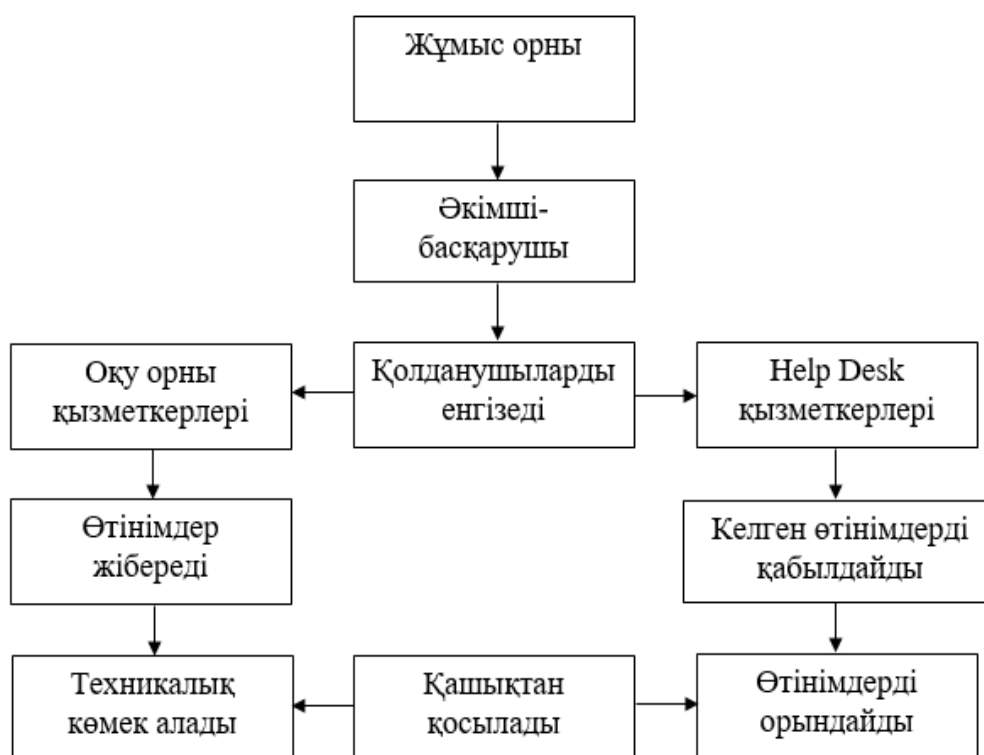 Жұмыс орны
Әкімші-
басқарушы
Оқу орны
қызметкерлері
Қолданушыларды
енгізеді
Help Desk
қызметкерлері
Өтінімдер
жібереді
Келген өтінімдерді
қабылдайды
Техникалық
көмек алады
Қашықтан
қосылады
Өтінімдерді
орындайды